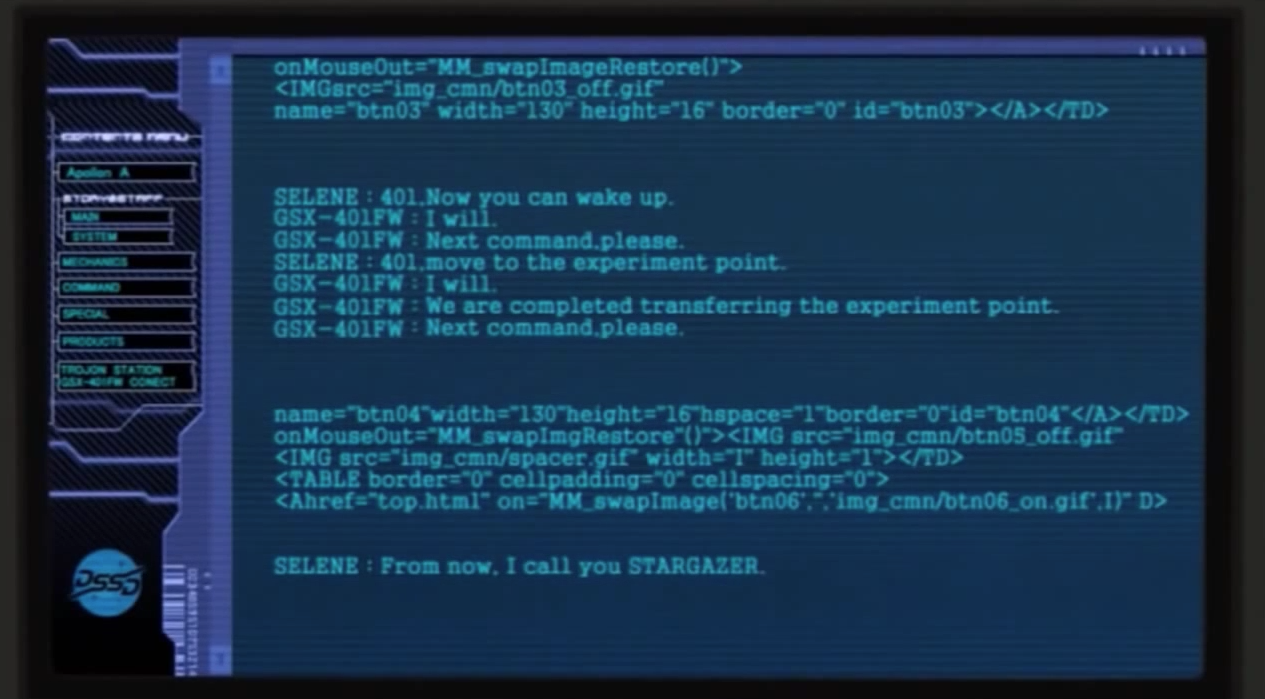 CONTENTS MENU
Apollon A
STORY&STAFF
MAIN
SYSTEM
MECHANICS
COMMAND
SPECIAL
PRODUCTS
TROJON STATION
GSX-401FW CONECT
DSSD
onMouseOut="MM_swapImageRestore()">
<IMGsrc="img_cmn/btn03_off.gif"
name="btn03" width="130" height="16" border="0" id="btn03"></A></TD>
SELENE : 401,Now you can wake up.
GSX-401FW : I will.
GSX-401FW : Next command,please.
SELENE : 401,move to the experiment point.
GSX-401FW : I will.
GSX-401FW : We are completed transferring the experiment point.
GSX-401FW : Next command,please.
name="btn04"width="130"height="16"hspace="1"border="0"id="btn04"</A></TD>
onMouseOut="MM_swapImgRestore"()"><IMG src="img_cmn/btn05_off.gif"
<IMG src="img_cmn/spacer.gif" width="1" height="1"></TD>
<TABLE border="0" cellpadding="0" cellspacing="0">
<Ahref="top.html" on="MM_swapImage('btn06','','img_cmn/btn06_on.gif',1)" D>
SELENE : From now, I call you STARGAZER.